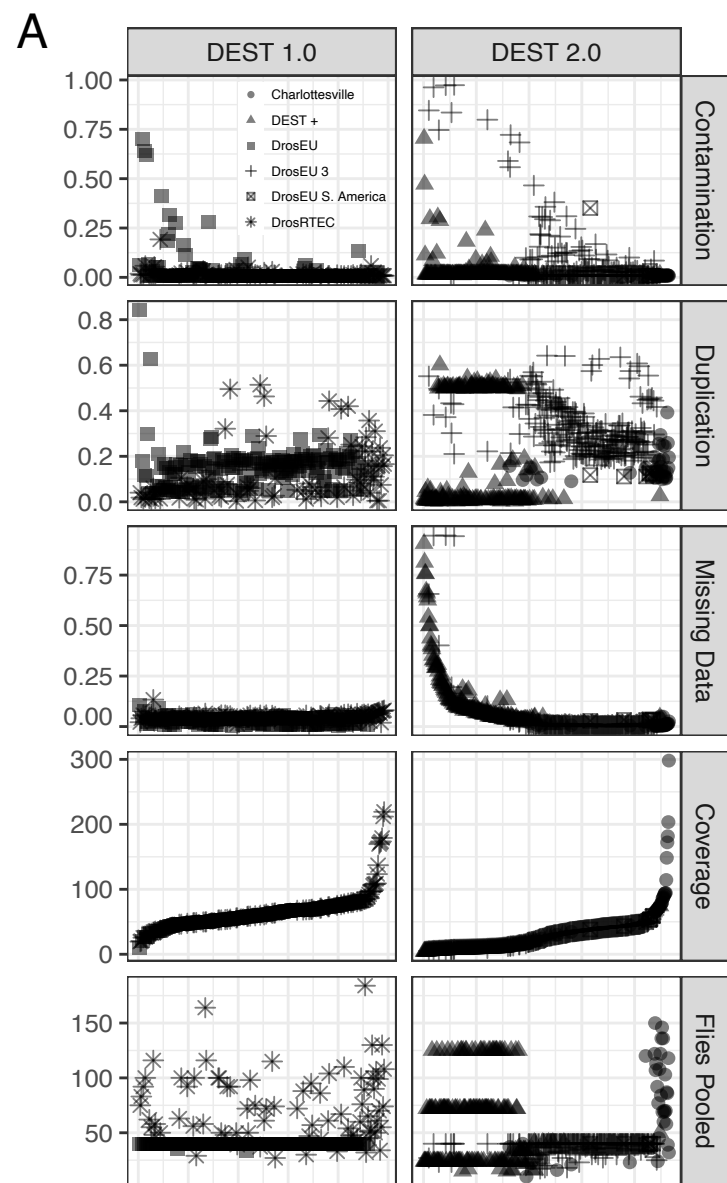 A
DEST 1.0
DEST 2.0
1.00
0.75
0.50
0.25
0.00
Charlottesville
DEST +
DrosEU
DrosEU 3
DrosEU S. America
DrosRTEC
Contamination
0.8
0.6
0.4
0.2
0.0
Duplication
0.75
0.50
0.25
0.00
Missing Data
300
200
100
0
Coverage
150
100
50
Flies Pooled